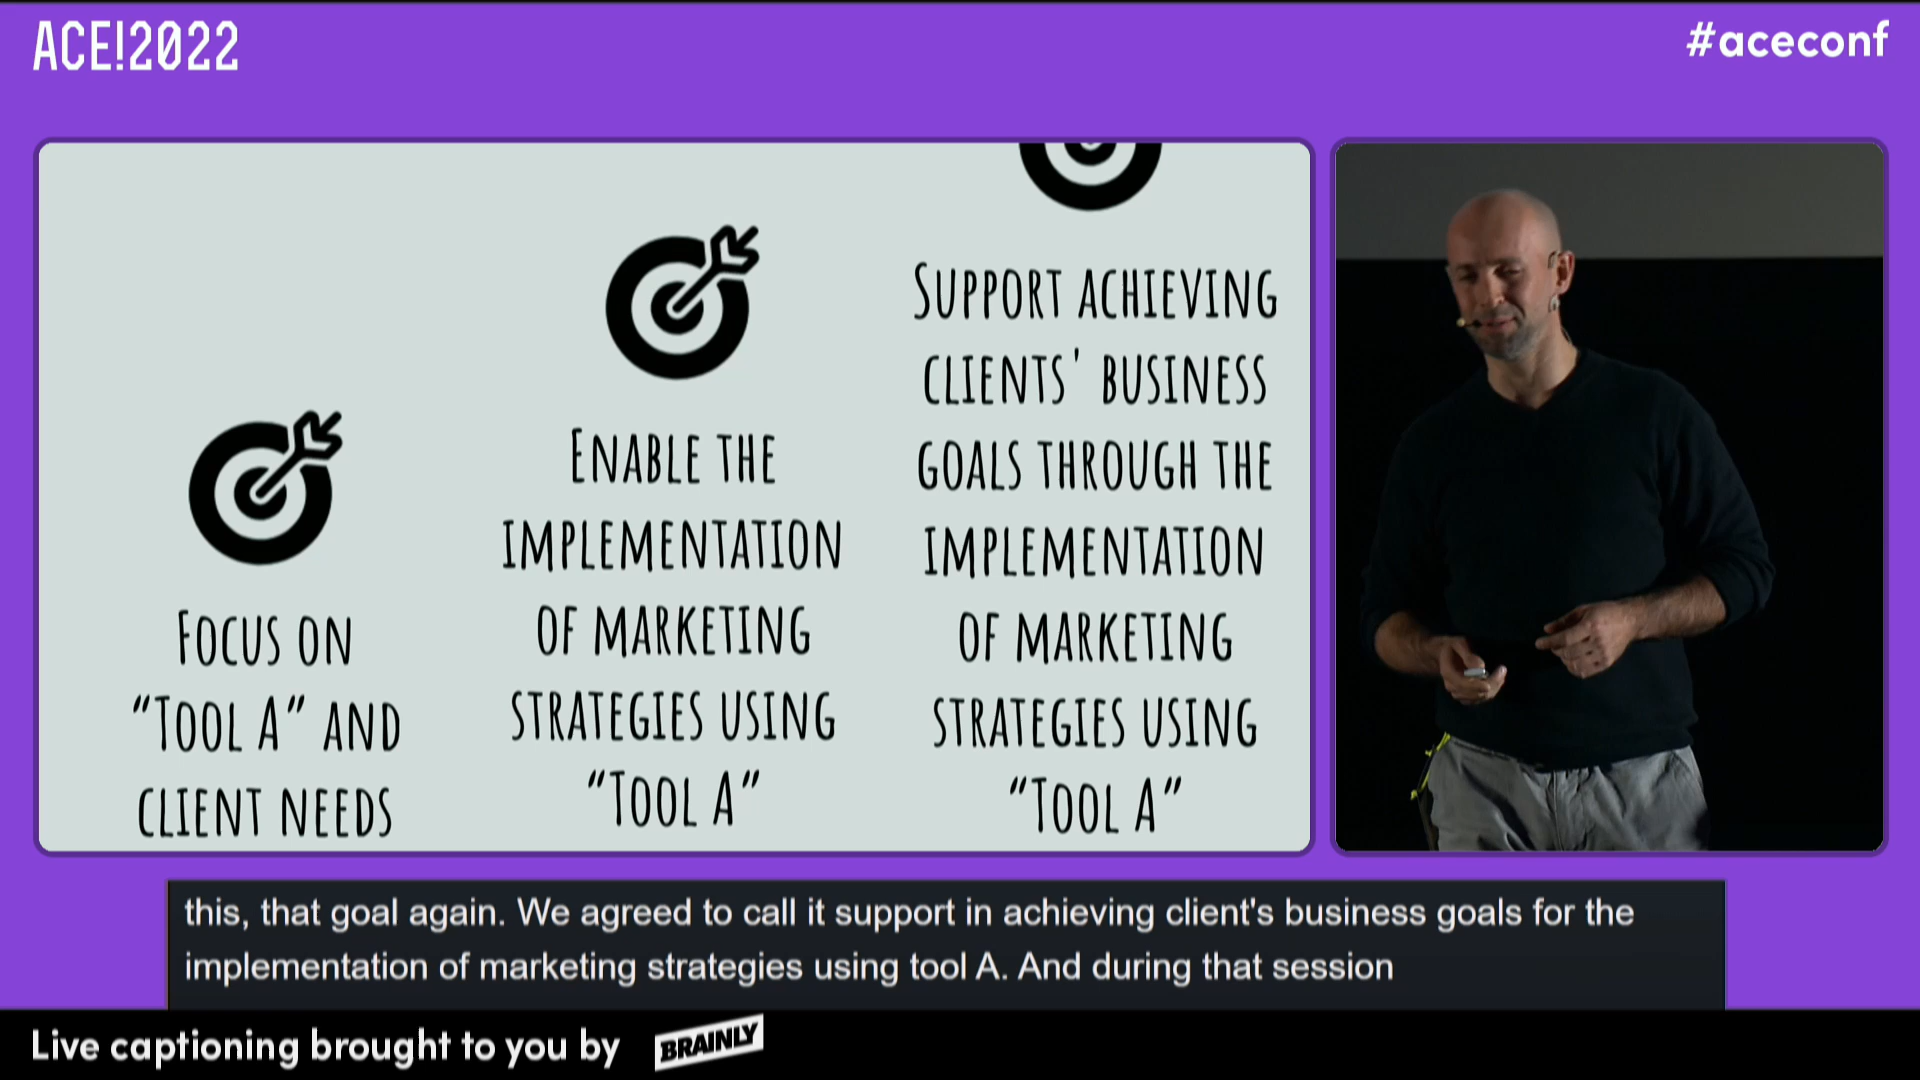 ACE!2022
#aceconf
Focus on
“Tool A” and
client needs
Enable the
implementation
of marketing
strategies using
“Tool A”
Support achieving
clients' business
goals through the
implementation
of marketing
strategies using
“Tool A”
this, that goal again. We agreed to call it support in achieving client's business goals for the
implementation of marketing strategies using tool A. And during that session
Live captioning brought to you by
BRAINLY